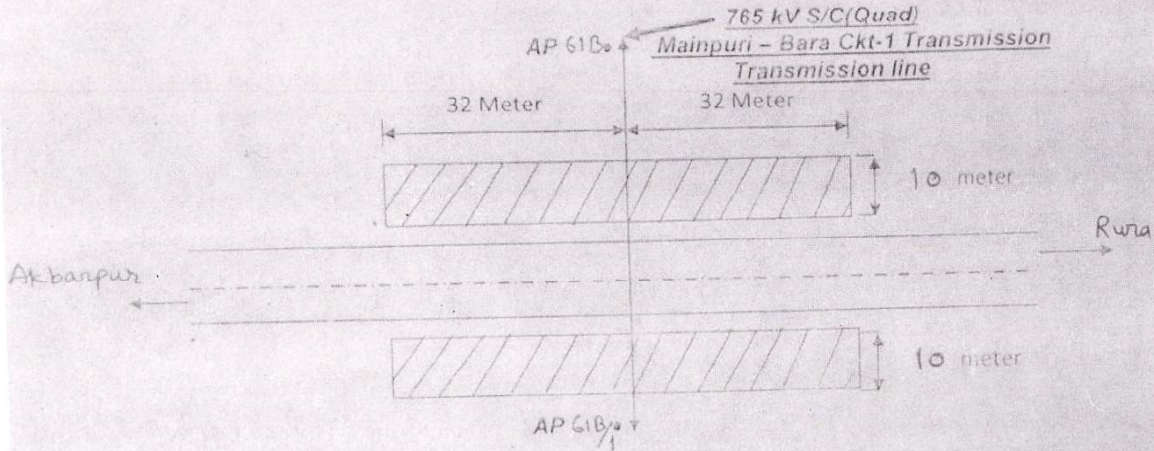 765 kV S/C(Quad)
AP 61B/0
Mainpuri – Bara Ckt-1 Transmission
Transmission line
32 Meter
32 Meter
10 meter
Rura
Akbarpur
10 meter
AP 61B/1